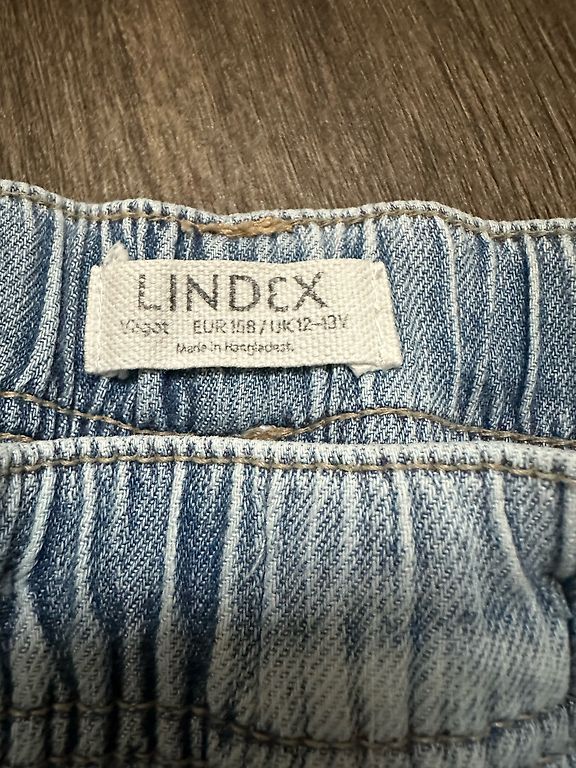 LINDEX
EUR 158 / UK 12-13Y
Made in Bangladesh.